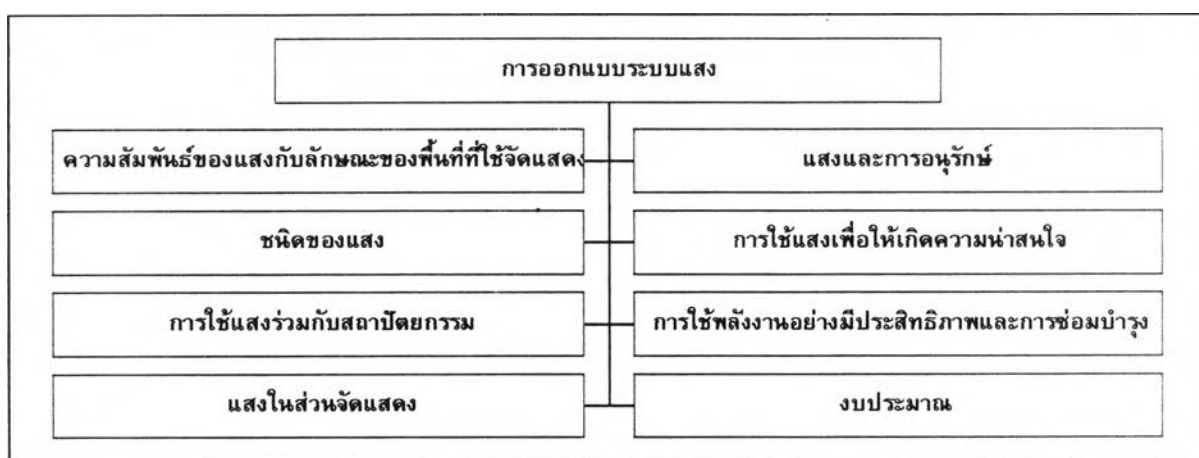 การออกแบบระบบแสง
ความสัมพันธ์ของแสงกับลักษณะของพื้นที่ที่ใช้จัดแสดง
แสงและการอนุรักษ์
ชนิดของแสง
การใช้แสงเพื่อให้เกิดความน่าสนใจ
การใช้แสงร่วมกับสถาปัตยกรรม
การใช้พลังงานอย่างมีประสิทธิภาพและการซ่อมบำรุง
แสงในส่วนจัดแสดง
งบประมาณ